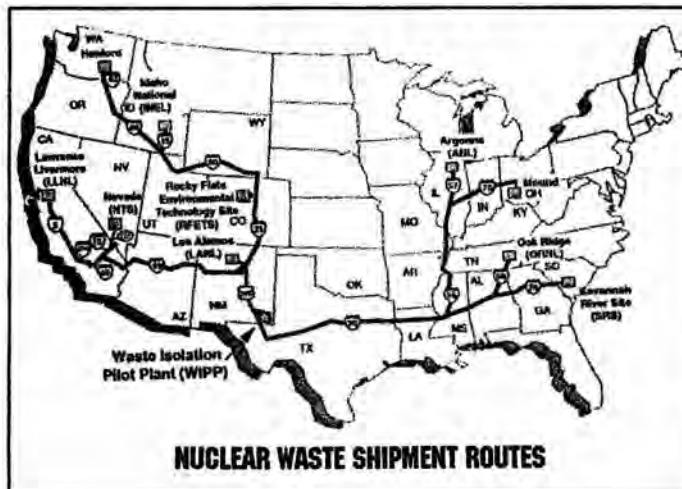 WA
Hanford
Idaho
National
ID (INEL)
OR
WY
CA
Lawrence
Livermore
(LLNL)
NV
Nevada
(NTS)
UT
Rocky Flats
Environmental
Technology Site
(RFETS)
CO
Los Alamos
(LANL)
Argonne
(ANL)
IL
IN
Mound
OH
KY
MO
Oak Ridge
(ORNL)
TN
SC
AR
OK
AL
Savannah
River Site
(SRS)
GA
NM
AZ
MS
LA
TX
Waste Isolation
Pilot Plant (WIPP)
NUCLEAR WASTE SHIPMENT ROUTES